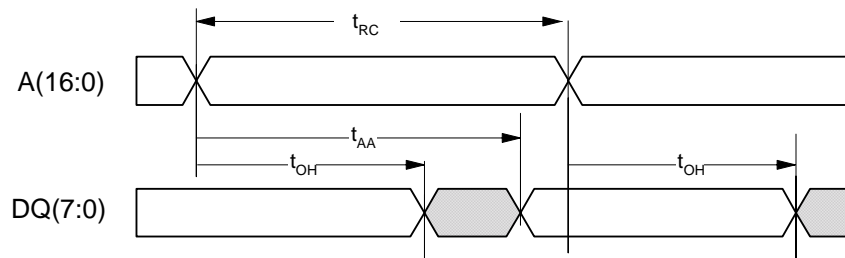 tRC
A(16:0)
tAA
tOH
tOH
DQ(7:0)